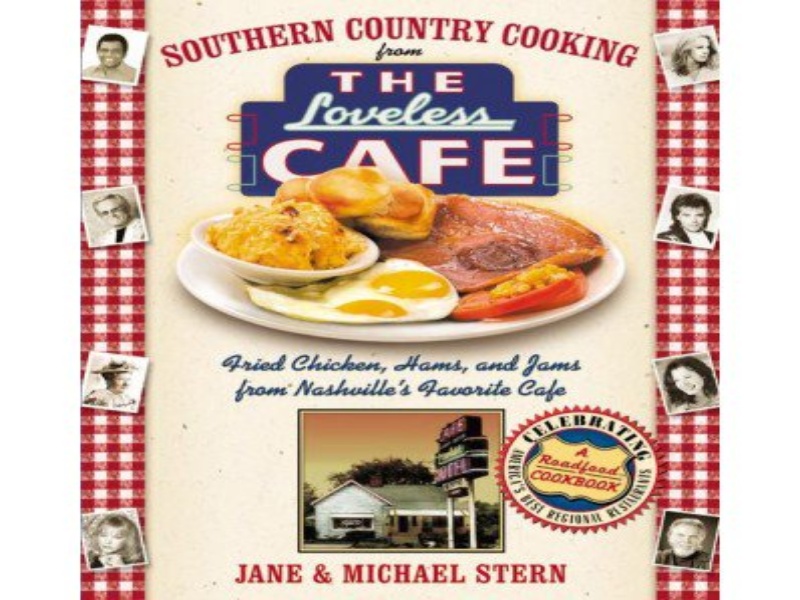 SOUTHERN COUNTRY COOKING
from
THE
Loveless
CAFE
Fried Chicken, Hams, and Jams
from Nashville's Favorite Cafe
CELEBRATING
A
Roadfood
COOKBOOK
AMERICA'S BEST REGIONAL RESTAURANTS
JANE & MICHAEL STERN